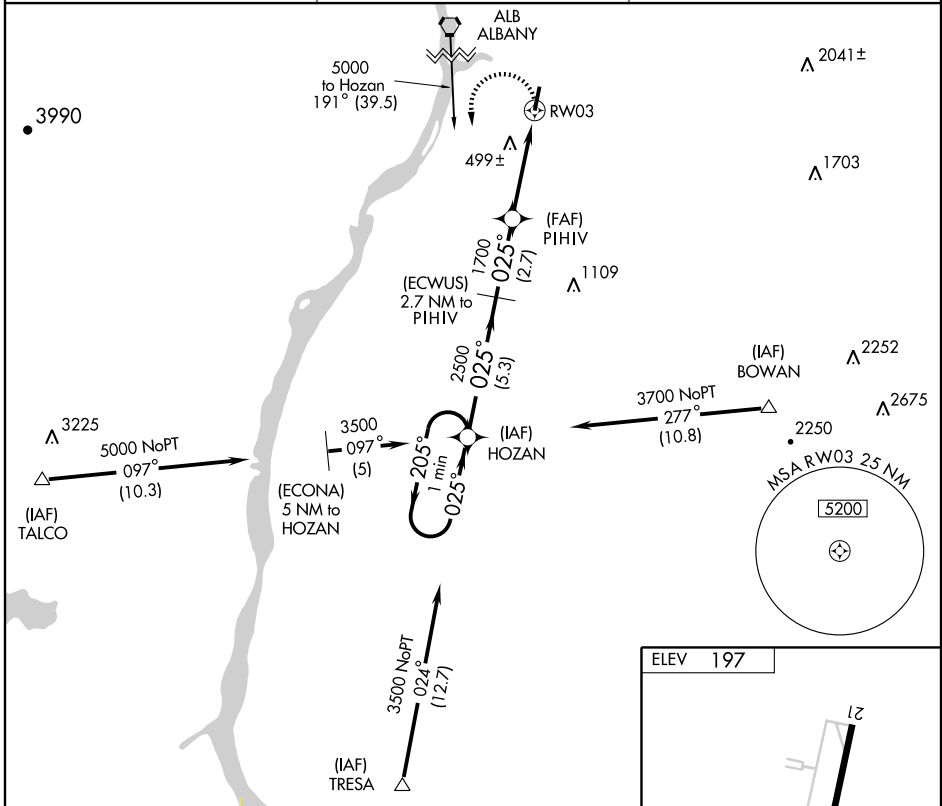 ALB
ALBANY
5000
to Hozan
191° (39.5)
2041±
3990
RW03
499±
1703
(FAF)
PIHIV
1700
025°
(2.7)
1109
(ECWUS)
2.7 NM to
PIHIV
2500
025°
(5.3)
(IAF)
BOWAN
2252
3700 NoPT
277°
(10.8)
2675
3225
5000 NoPT
097°
(10.3)
(IAF)
TALCO
3500
097°
(5)
(ECONA)
5 NM to
HOZAN
205°
1 min
025°
(IAF)
HOZAN
2250
MSA RW03 25 NM
5200
3500 NoPT
024°
(12.7)
(IAF)
TRESA
ELEV 197
21